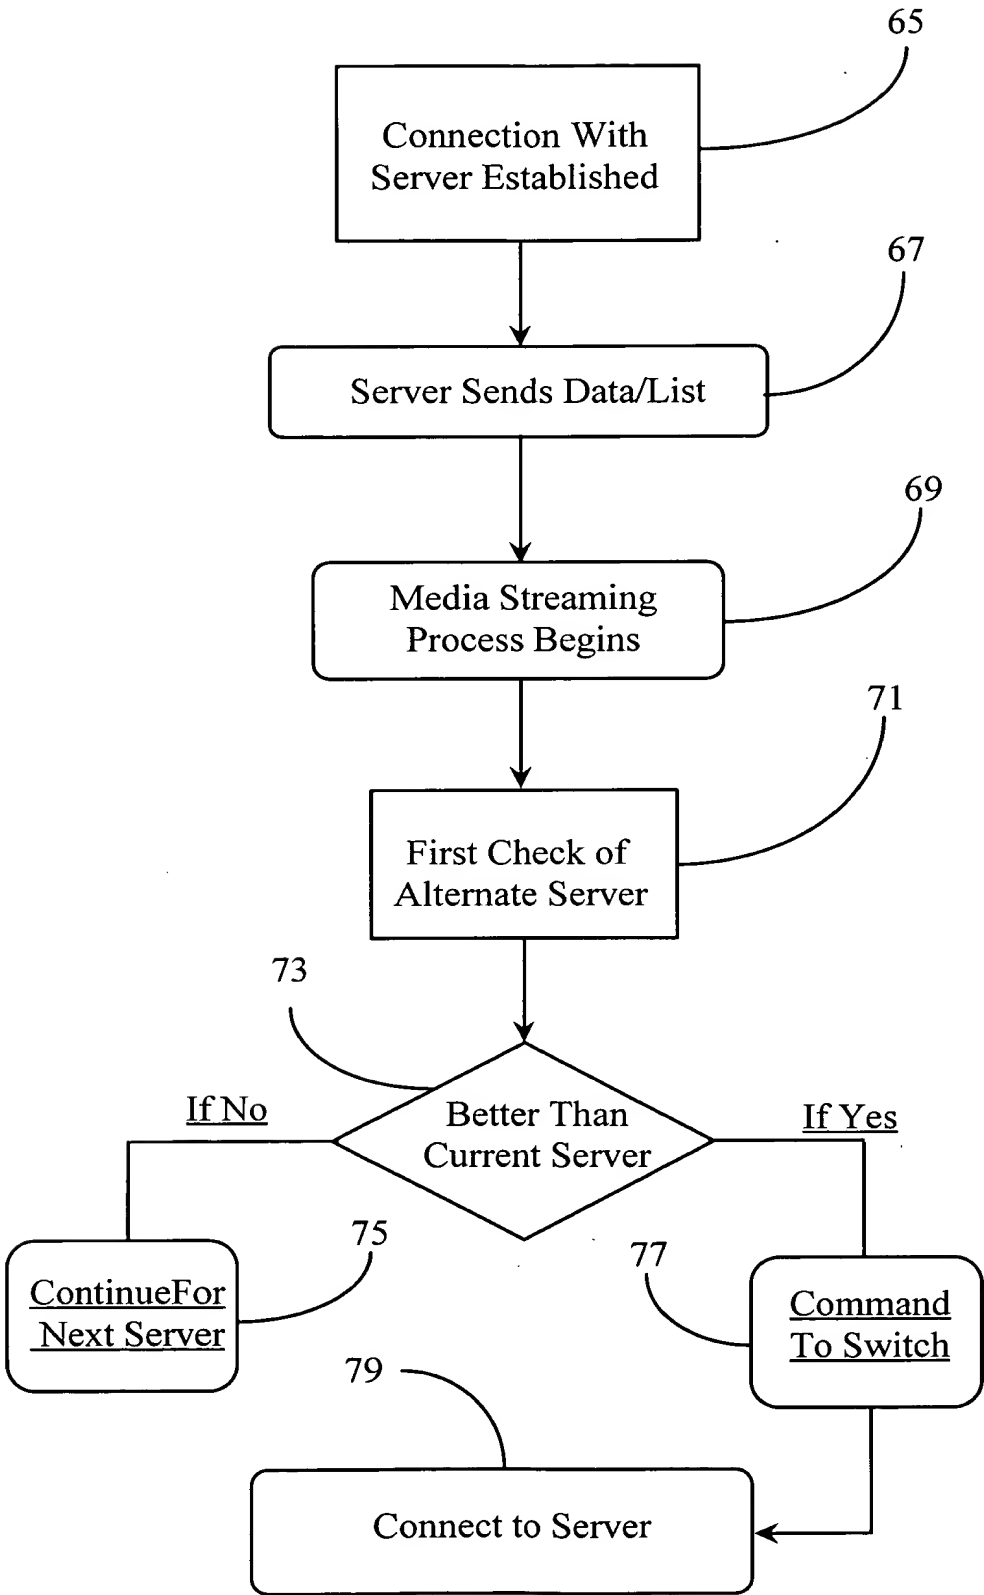 65
Connection With
Server Established
67
Server Sends Data/List
69
Media Streaming
Process Begins
71
First Check of
Alternate Server
73
If No
Better Than
Current Server
If Yes
75
ContinueFor
Next Server
77
Command
To Switch
79
Connect to Server